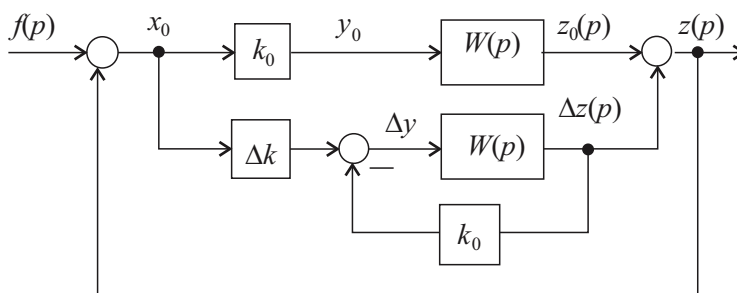 f(p) x₀ k₀ y₀ W(p) z₀(p) z(p)
Δk Δy W(p) Δz(p)
—
k₀